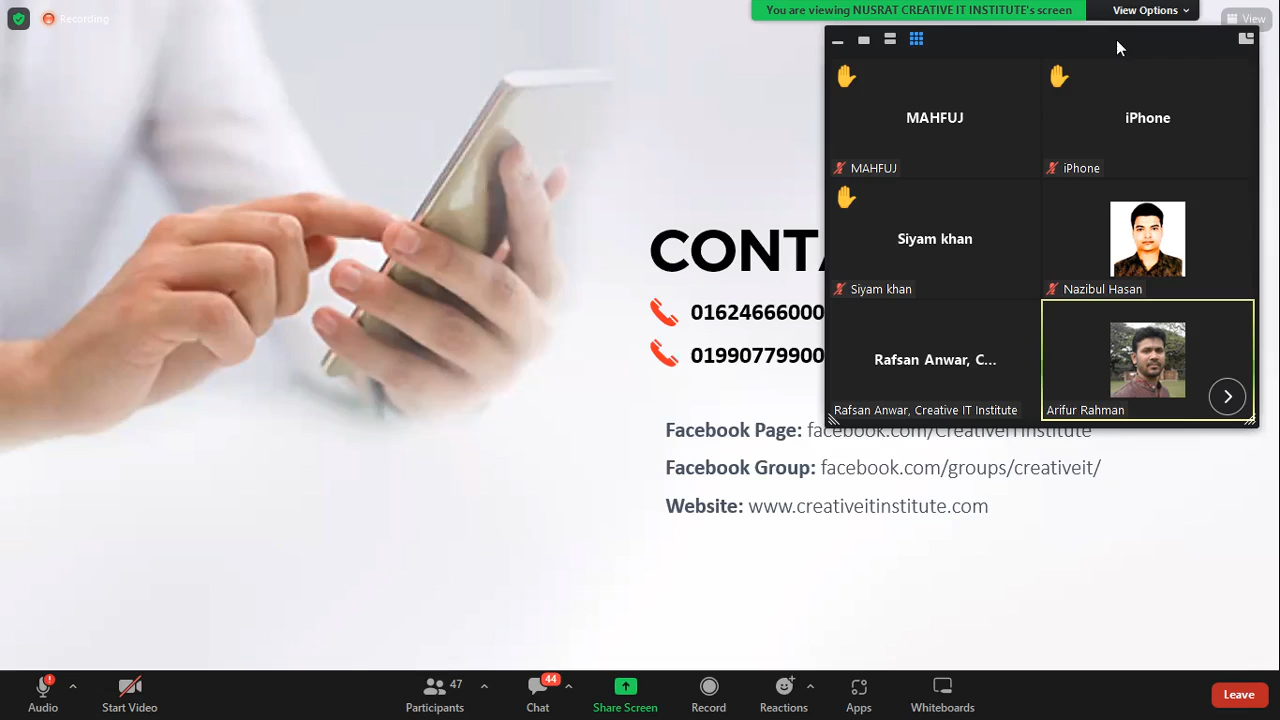 Recording
You are viewing NUSRAT CREATIVE IT INSTITUTE's screen
View Options
View
MAHFUJ
iPhone
MAHFUJ
iPhone
Siyam khan
Siyam khan
Nazibul Hasan
Rafsan Anwar, C...
Rafsan Anwar, Creative IT Institute
Arifur Rahman
CONTA
01624666000
01990779900
Facebook Page: facebook.com/CreativeITInstitute
Facebook Group: facebook.com/groups/creativeit/
Website: www.creativeitinstitute.com
Audio
Start Video
Participants
47
Chat
44
Share Screen
Record
Reactions
Apps
Whiteboards
Leave